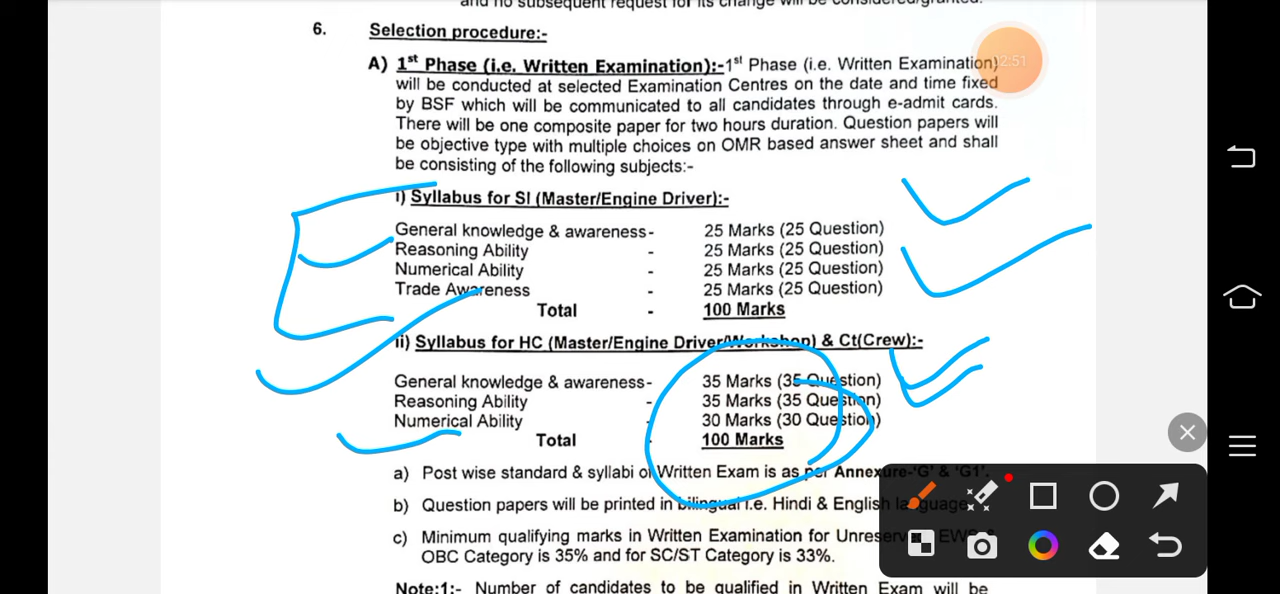 and no subsequent request for its change will be considered/granted.
6. Selection procedure:-
A) 1st Phase (i.e. Written Examination):-1st Phase (i.e. Written Examination)
02:51
will be conducted at selected Examination Centres on the date and time fixed
by BSF which will be communicated to all candidates through e-admit cards.
There will be one composite paper for two hours duration. Question papers will
be objective type with multiple choices on OMR based answer sheet and shall
be consisting of the following subjects:-
i) Syllabus for SI (Master/Engine Driver):-
General knowledge & awareness- 25 Marks (25 Question)
Reasoning Ability - 25 Marks (25 Question)
Numerical Ability - 25 Marks (25 Question)
Trade Awareness - 25 Marks (25 Question)
Total - 100 Marks
ii) Syllabus for HC (Master/Engine Driver/Workshop) & Ct(Crew):-
General knowledge & awareness- 35 Marks (35 Question)
Reasoning Ability - 35 Marks (35 Question)
Numerical Ability - 30 Marks (30 Question)
Total - 100 Marks
a) Post wise standard & syllabi of Written Exam is as per Annexure-'G' & 'G1'.
b) Question papers will be printed in bilingual i.e. Hindi & English language.
c) Minimum qualifying marks in Written Examination for Unreserved, EWS &
OBC Category is 35% and for SC/ST Category is 33%.
Note:1:- Number of candidates to be qualified in Written Exam will be